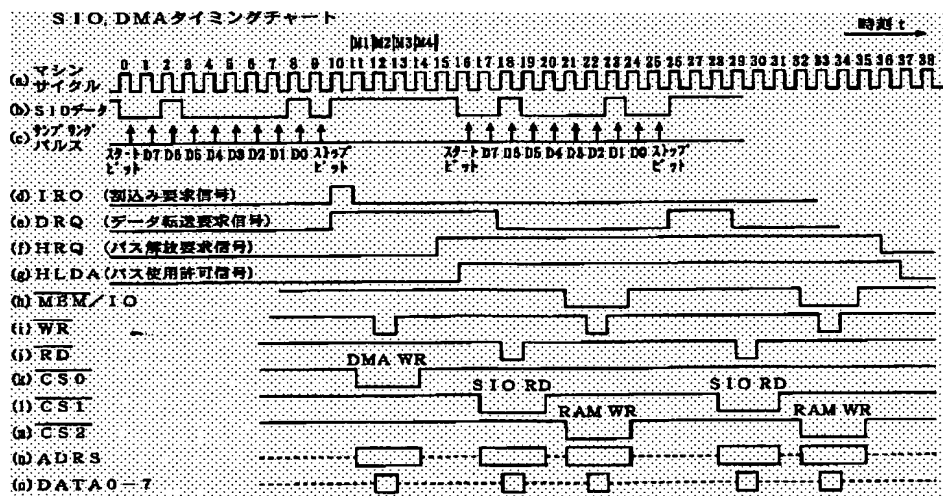 SIO,DMAタイミングチャート
時刻 t
M1 M2 M3 M4
(a) マシンサイクル 0 1 2 3 4 5 6 7 8 9 10 11 12 13 14 15 16 17 18 19 20 21 22 23 24 25 26 27 28 29 30 31 32 33 34 35 36 37 38
(b) SIOデータ
(c) サンプリングパルス
スタートビット D7 D6 D5 D4 D3 D2 D1 D0 ストップビット スタートビット D7 D6 D5 D4 D3 D2 D1 D0 ストップビット
(d) IRO (割込み要求信号)
(e) DRQ (データ転送要求信号)
(f) HRQ (バス解放要求信号)
(g) HLDA (バス使用許可信号)
(h) MEM/IO
(i) WR
(j) RD
DMA WR
(k) CS0
SIO RD SIO RD
(l) CS1
RAM WR RAM WR
(m) CS2
(n) ADRS
(o) DATA0-7